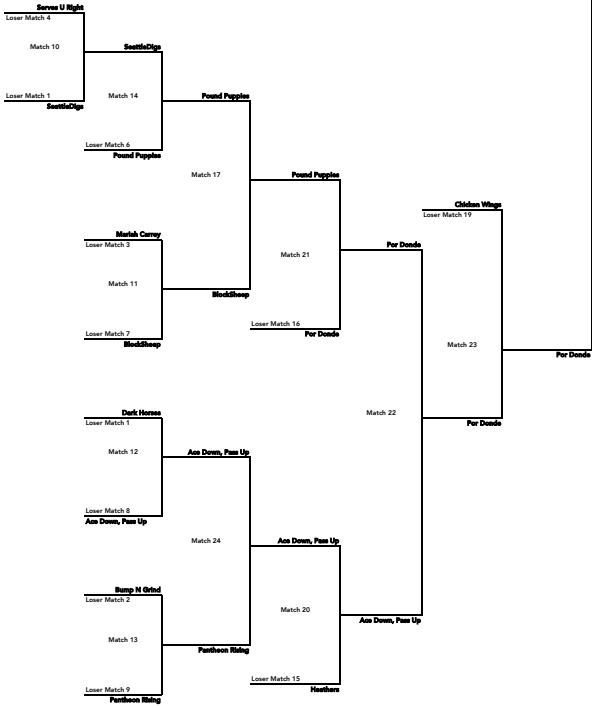 Serves U Right
Loser Match 4
Match 10
SeattleDigs
Loser Match 1
SeattleDigs
Match 14
Pound Puppies
Loser Match 6
Pound Puppies
Match 17
Pound Puppies
Mariah Carrey
Loser Match 3
Match 11
BlockSheep
Loser Match 7
BlockSheep
Match 21
Por Donde
Loser Match 16
Por Donde
Chicken Wings
Loser Match 19
Match 23
Por Donde
Match 22
Por Donde
Dark Horses
Loser Match 1
Match 12
Ace Down, Pass Up
Loser Match 8
Ace Down, Pass Up
Match 24
Ace Down, Pass Up
Bump N Grind
Loser Match 2
Match 13
Pantheon Rising
Loser Match 9
Pantheon Rising
Match 20
Ace Down, Pass Up
Loser Match 15
Heathers